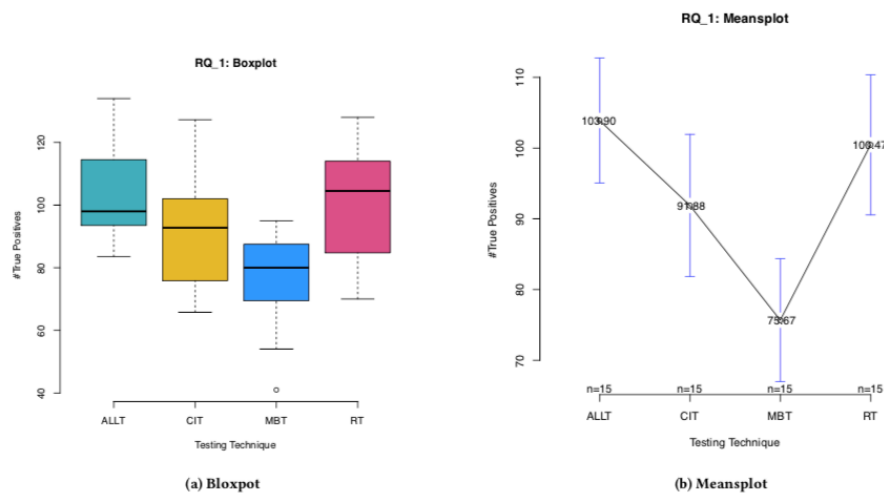 RQ_1: Boxplot
#True Positives
120
100
80
60
40
ALLT CIT MBT RT
Testing Technique
(a) Bloxpot
RQ_1: Meansplot
#True Positives
110
100
90
80
70
103.90
91.88
75.67
100.47
n=15 n=15 n=15 n=15
ALLT CIT MBT RT
Testing Technique
(b) Meansplot